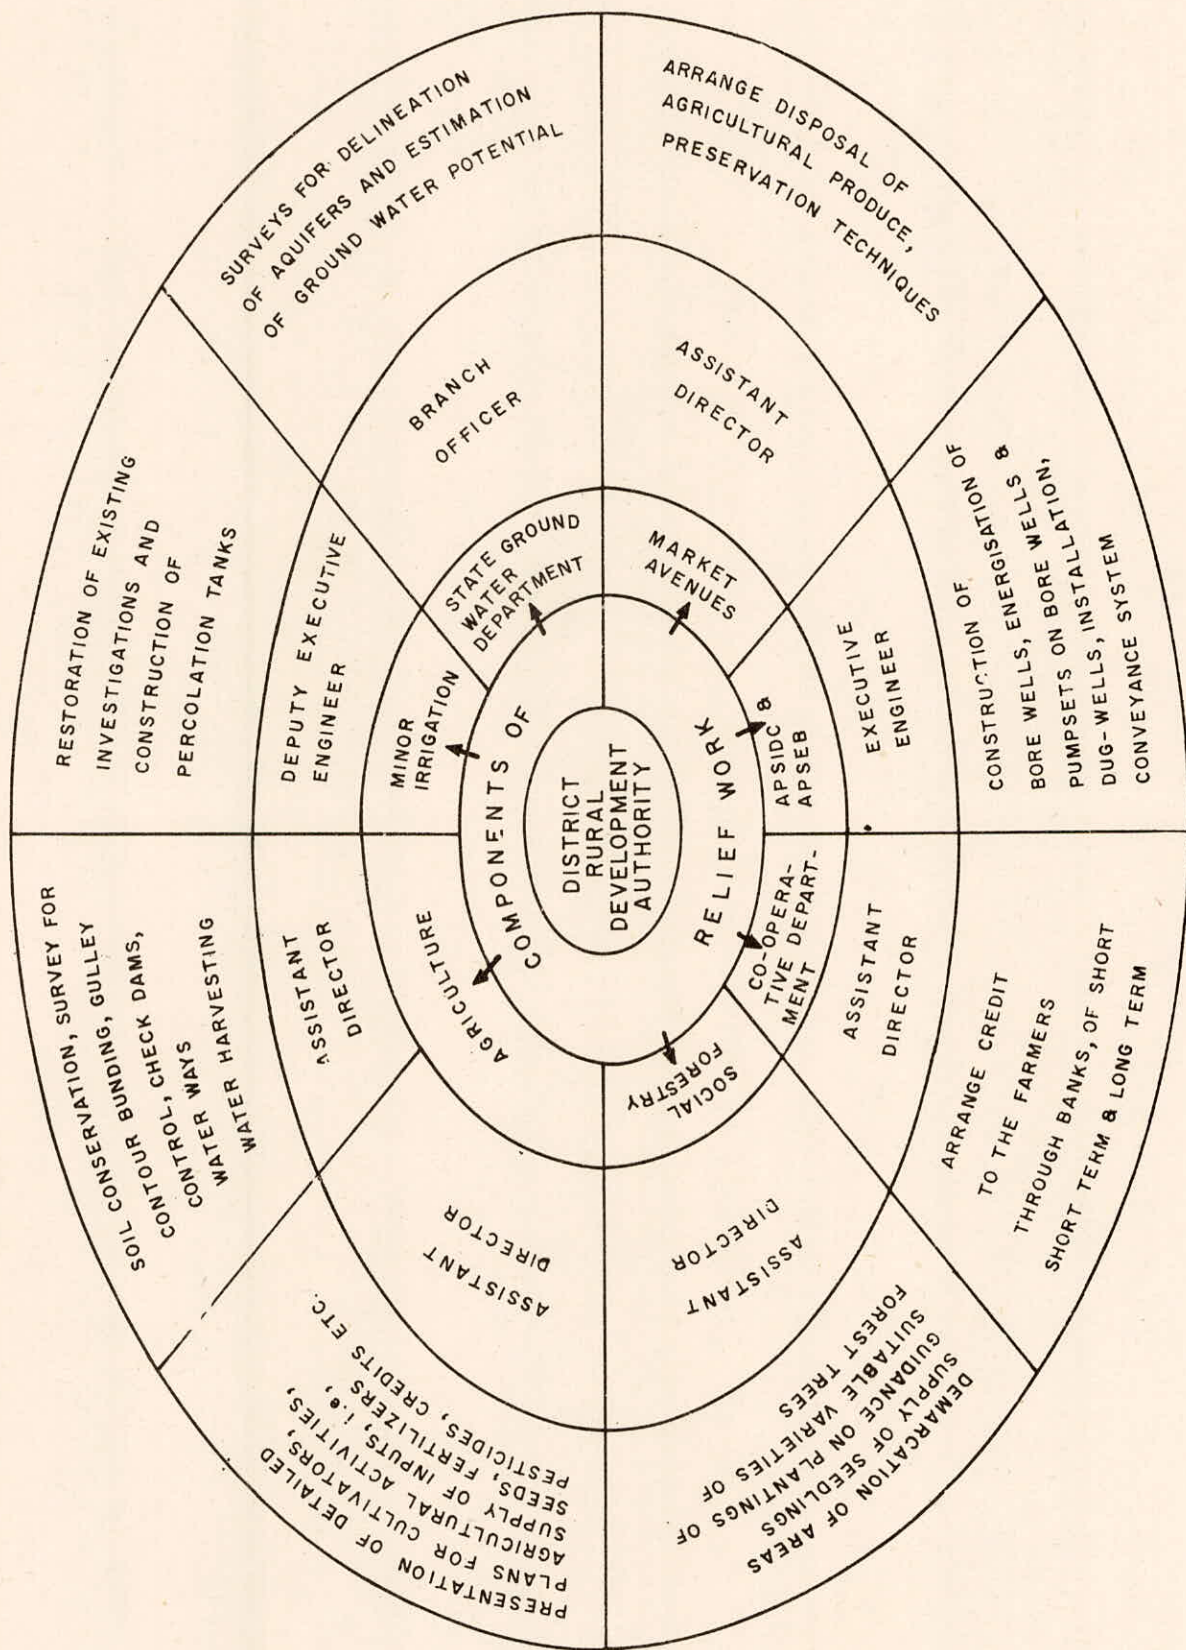 DISTRICT
RURAL
DEVELOPMENT
AUTHORITY
COMPONENTS OF
RELIEF WORK
STATE GROUND
WATER
DEPARTMENT
BRANCH
OFFICER
SURVEYS FOR DELINEATION
OF AQUIFERS AND ESTIMATION
OF GROUND WATER POTENTIAL
MARKET
AVENUES
ASSISTANT
DIRECTOR
ARRANGE DISPOSAL OF
AGRICULTURAL PRODUCE,
PRESERVATION TECHNIQUES
APSIDC &
APSEB
EXECUTIVE
ENGINEER
CONSTRUCTION OF
BORE WELLS, ENERGISATION OF
PUMPSETS ON BORE WELLS &
DUG-WELLS, INSTALLATION,
CONVEYANCE SYSTEM
CO-OPERA-
TIVE DEPART-
MENT
ASSISTANT
DIRECTOR
ARRANGE CREDIT
TO THE FARMERS
THROUGH BANKS, OF SHORT
SHORT TERM & LONG TERM
SOCIAL
FORESTRY
ASSISTANT
DIRECTOR
DEMARCATION OF AREAS
SUPPLY OF SEEDLINGS
GUIDANCE ON PLANTINGS OF
SUITABLE VARIETIES OF
FOREST TREES
AGRICULTURE
ASSISTANT
DIRECTOR
PRESENTATION OF DETAILED
PLANS FOR CULTIVATORS,
AGRICULTURAL ACTIVITIES,
SUPPLY OF INPUTS, i.e,
SEEDS, FERTILIZERS
PESTICIDES, CREDITS ETC.
ASSISTANT
DIRECTOR
SOIL CONSERVATION, SURVEY FOR
CONTOUR BUNDING, GULLEY
CONTROL, CHECK DAMS,
CONTROL WAYS
WATER WAYS
WATER HARVESTING
MINOR
IRRIGATION
DEPUTY EXECUTIVE
ENGINEER
RESTORATION OF EXISTING
INVESTIGATIONS AND
CONSTRUCTION OF
PERCOLATION TANKS